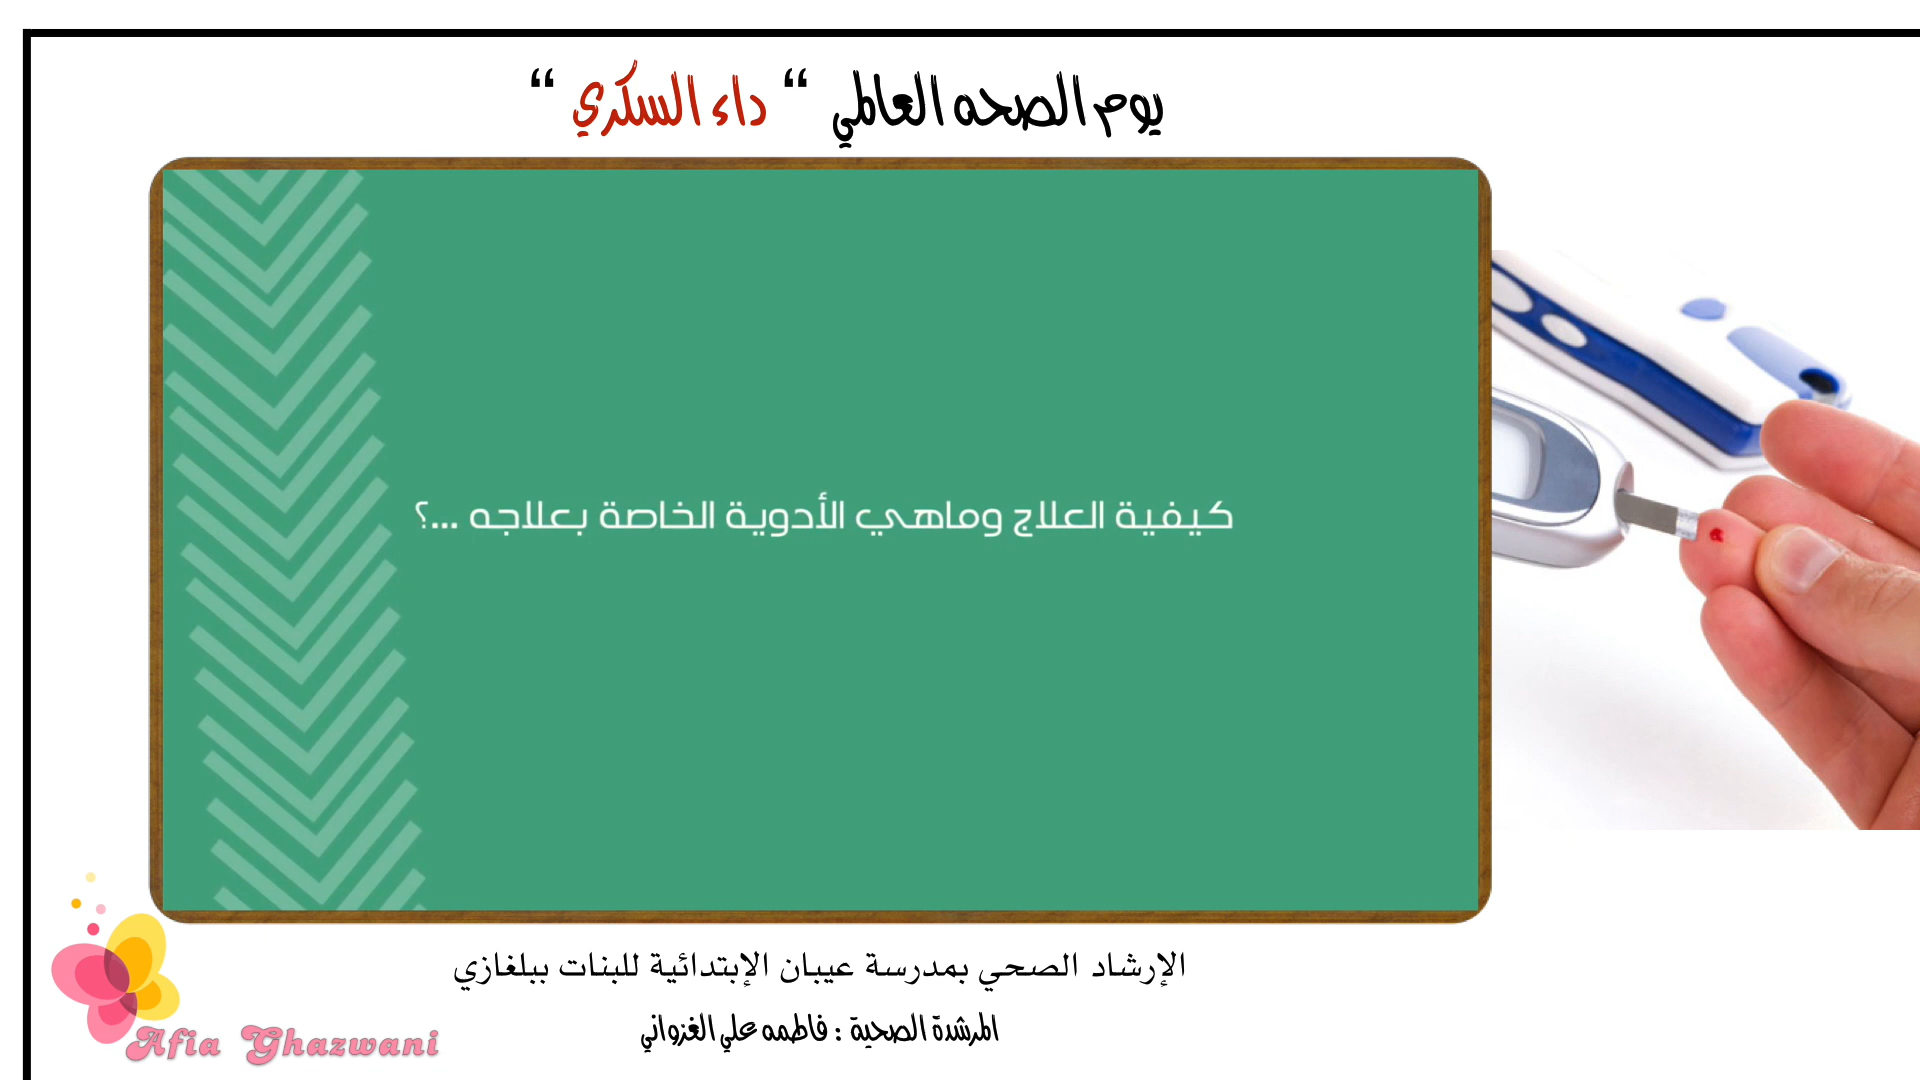 يوم الصحه العالمي “ داء السكري “
كيفية العلاج وماهي الأدوية الخاصة بعلاجه ...؟
الإرشاد الصحي بمدرسة عيبان الإبتدائية للبنات ببلغازي
المرشدة الصحية : فاطمه علي الغزواني
Afia Ghazwani